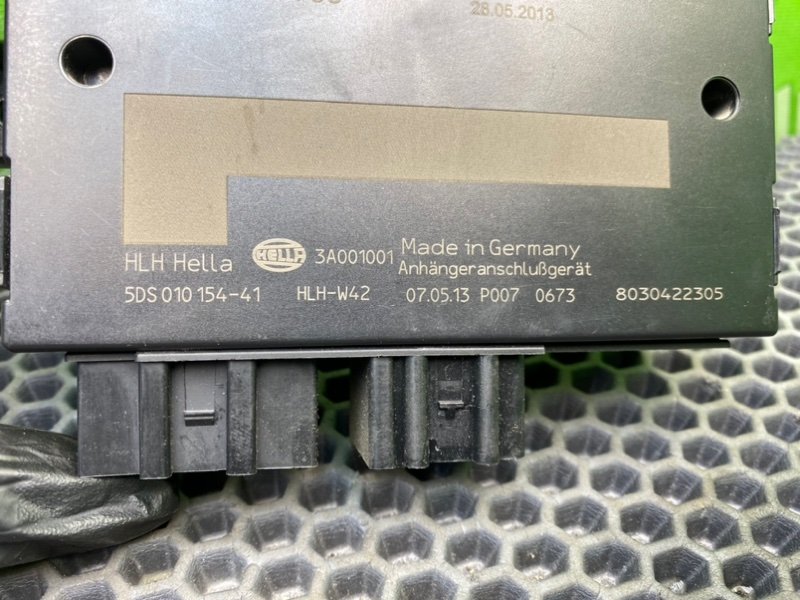 28.05.2013
HLH Hella HELLA 3A001001 Made in Germany
Anhängeranschlußgerät
5DS 010 154-41 HLH-W42 07.05.13 P007 0673 8030422305